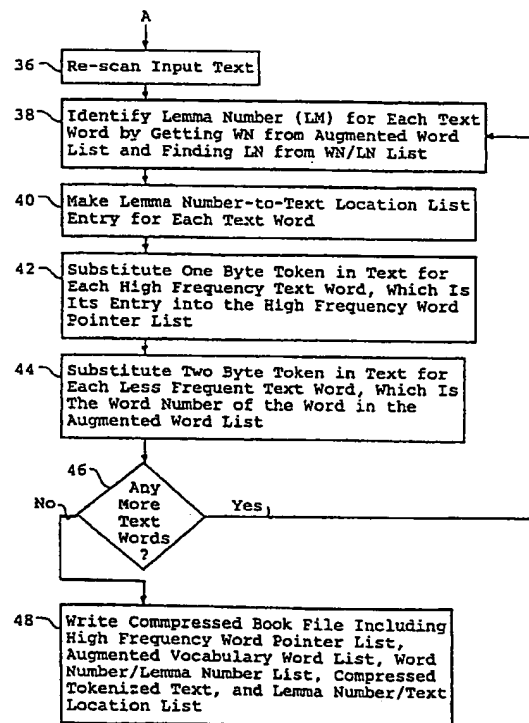 A
36
Re-scan Input Text
38
Identify Lemma Number (LM) for Each Text
Word by Getting WN from Augmented Word
List and Finding LN from WN/LN List
40
Make Lemma Number-to-Text Location List
Entry for Each Text Word
42
Substitute One Byte Token in Text for
Each High Frequency Text Word, Which Is
Its Entry into the High Frequency Word
Pointer List
44
Substitute Two Byte Token in Text for
Each Less Frequent Text Word, Which Is
The Word Number of the Word in the
Augmented Word List
46
Any
More
Text
Words
?
No
Yes
48
Write Commpressed Book File Including
High Frequency Word Pointer List,
Augmented Vocabulary Word List, Word
Number/Lemma Number List, Compressed
Tokenized Text, and Lemma Number/Text
Location List